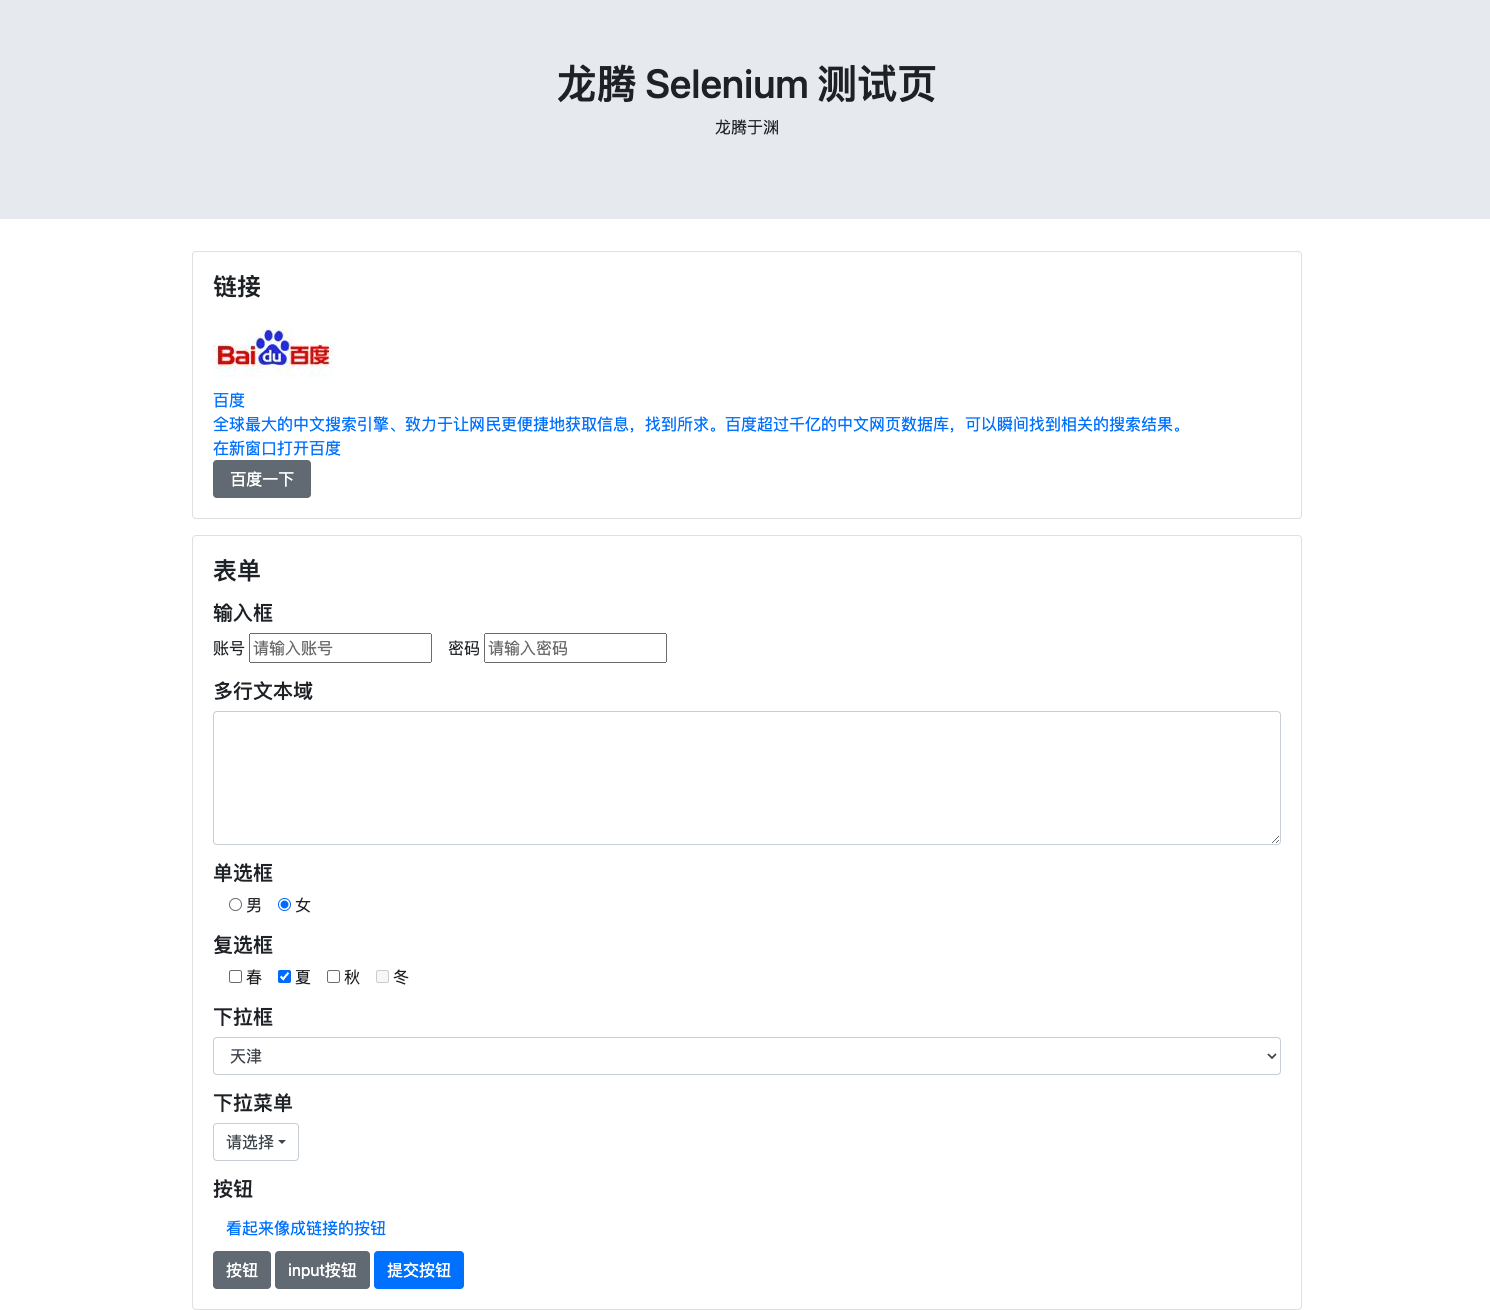 龙腾 Selenium 测试页
龙腾于渊
链接
Baidu百度
百度
全球最大的中文搜索引擎、致力于让网民更便捷地获取信息，找到所求。百度超过千亿的中文网页数据库，可以瞬间找到相关的搜索结果。
在新窗口打开百度
百度一下
表单
输入框
账号 请输入账号 密码 请输入密码
多行文本域
单选框
男 女
复选框
春 夏 秋 冬
下拉框
天津
下拉菜单
请选择
按钮
看起来像成链接的按钮
按钮 input按钮 提交按钮